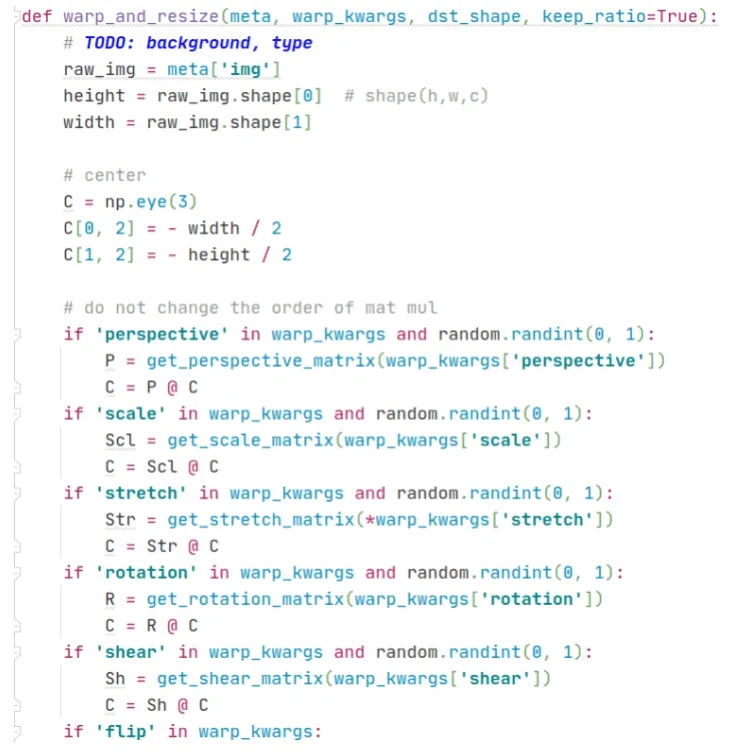 def warp_and_resize(meta, warp_kwargs, dst_shape, keep_ratio=True):
    # TODO: background, type
    raw_img = meta['img']
    height = raw_img.shape[0]  # shape(h,w,c)
    width = raw_img.shape[1]

    # center
    C = np.eye(3)
    C[0, 2] = - width / 2
    C[1, 2] = - height / 2

    # do not change the order of mat mul
    if 'perspective' in warp_kwargs and random.randint(0, 1):
        P = get_perspective_matrix(warp_kwargs['perspective'])
        C = P @ C
    if 'scale' in warp_kwargs and random.randint(0, 1):
        Scl = get_scale_matrix(warp_kwargs['scale'])
        C = Scl @ C
    if 'stretch' in warp_kwargs and random.randint(0, 1):
        Str = get_stretch_matrix(*warp_kwargs['stretch'])
        C = Str @ C
    if 'rotation' in warp_kwargs and random.randint(0, 1):
        R = get_rotation_matrix(warp_kwargs['rotation'])
        C = R @ C
    if 'shear' in warp_kwargs and random.randint(0, 1):
        Sh = get_shear_matrix(warp_kwargs['shear'])
        C = Sh @ C
    if 'flip' in warp_kwargs: